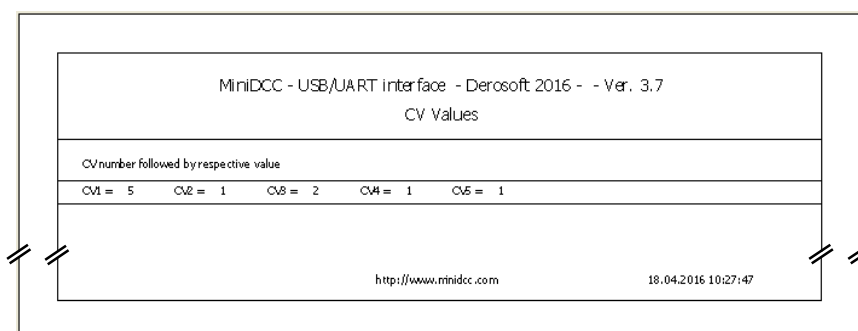 MiniDCC - USB/UART interface - Derosoft 2016 - - Ver. 3.7
CV Values
CV number followed by respective value
CV1 = 5 CV2 = 1 CV3 = 2 CV4 = 1 CV5 = 1
http://www.minidcc.com 18.04.2016 10:27:47